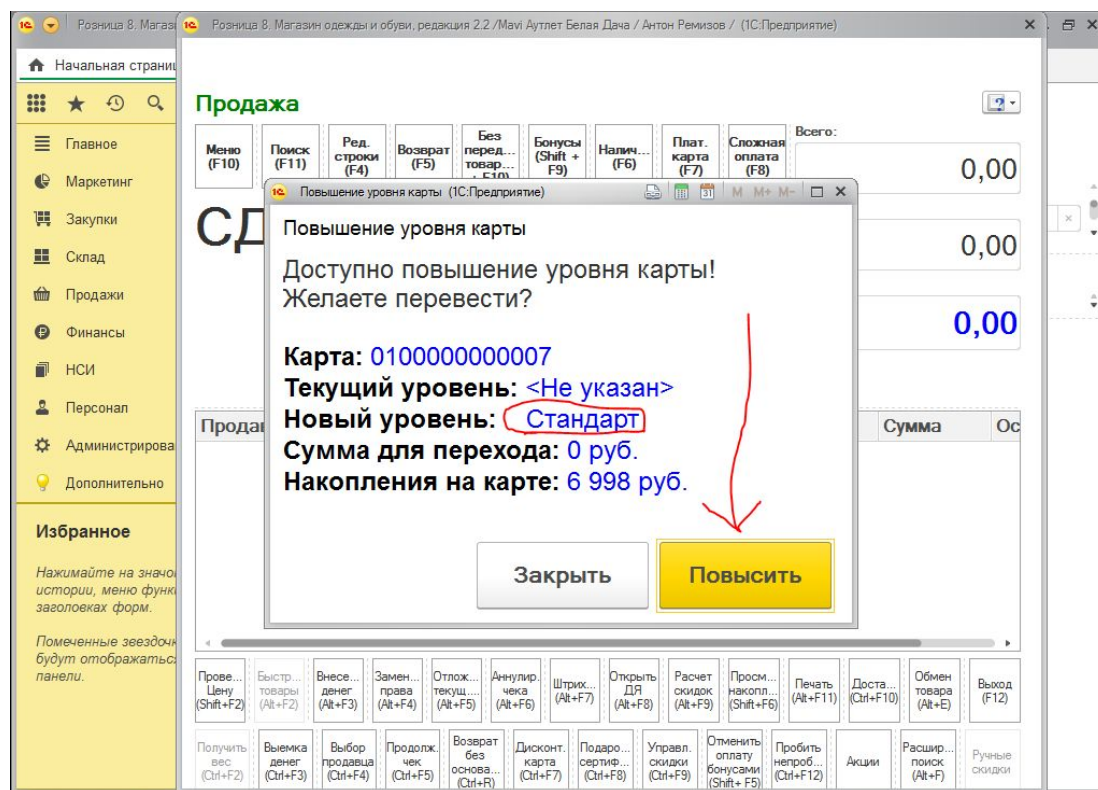 Розница 8. Магази
Розница 8. Магазин одежды и обуви, редакция 2.2 /Mavi Аутлет Белая Дача / Антон Ремизов / (1С:Предприятие)
Начальная страниц
Главное
Маркетинг
Закупки
Склад
Продажи
Финансы
НСИ
Персонал
Администрирова
Дополнительно
Избранное
Нажимайте на значо
истории, меню функ
заголовках форм.
Помеченные звездочк
будут отображатьс
панели.
Продажа
Меню (F10)
Поиск (F11)
Ред. строки (F4)
Возврат (F5)
Без перед... товар... + F10)
Бонусы (Shift + F9)
Налич... (F6)
Плат. карта (F7)
Сложная оплата (F8)
Всего:
0,00
СД
0,00
0,00
Прода
Сумма
Ос
Повышение уровня карты (1С:Предприятие)
M M+ M-
Повышение уровня карты
Доступно повышение уровня карты!
Желаете перевести?
Карта: 0100000000007
Текущий уровень: <Не указан>
Новый уровень: Стандарт
Сумма для перехода: 0 руб.
Накопления на карте: 6 998 руб.
Закрыть
Повысить
Прове... Цену (Shift+F2)
Быстр... товары (Alt+F2)
Внесе... денег (Alt+F3)
Замен... права (Alt+F4)
Отлож... текущ.... (Alt+F5)
Аннулир. чека (Alt+F6)
Штрих... (Alt+F7)
Открыть ДЯ (Alt+F8)
Расчет скидок (Alt+F9)
Просм... накопл... (Shift+F6)
Печать (Alt+F11)
Доста... (Ctrl+F10)
Обмен товара (Alt+E)
Выход (F12)
Получить вес (Ctrl+F2)
Выемка денег (Ctrl+F3)
Выбор продавца (Ctrl+F4)
Продолж. чек (Ctrl+F5)
Возврат без основа... (Ctrl+R)
Дисконт. карта (Ctrl+F7)
Подаро... сертиф... (Ctrl+F8)
Управл. скидки (Ctrl+F9)
Отменить оплату бонусами (Shift+ F5)
Пробить непроб... (Ctrl+F12)
Акции
Расшир... поиск (Alt+F)
Ручные скидки